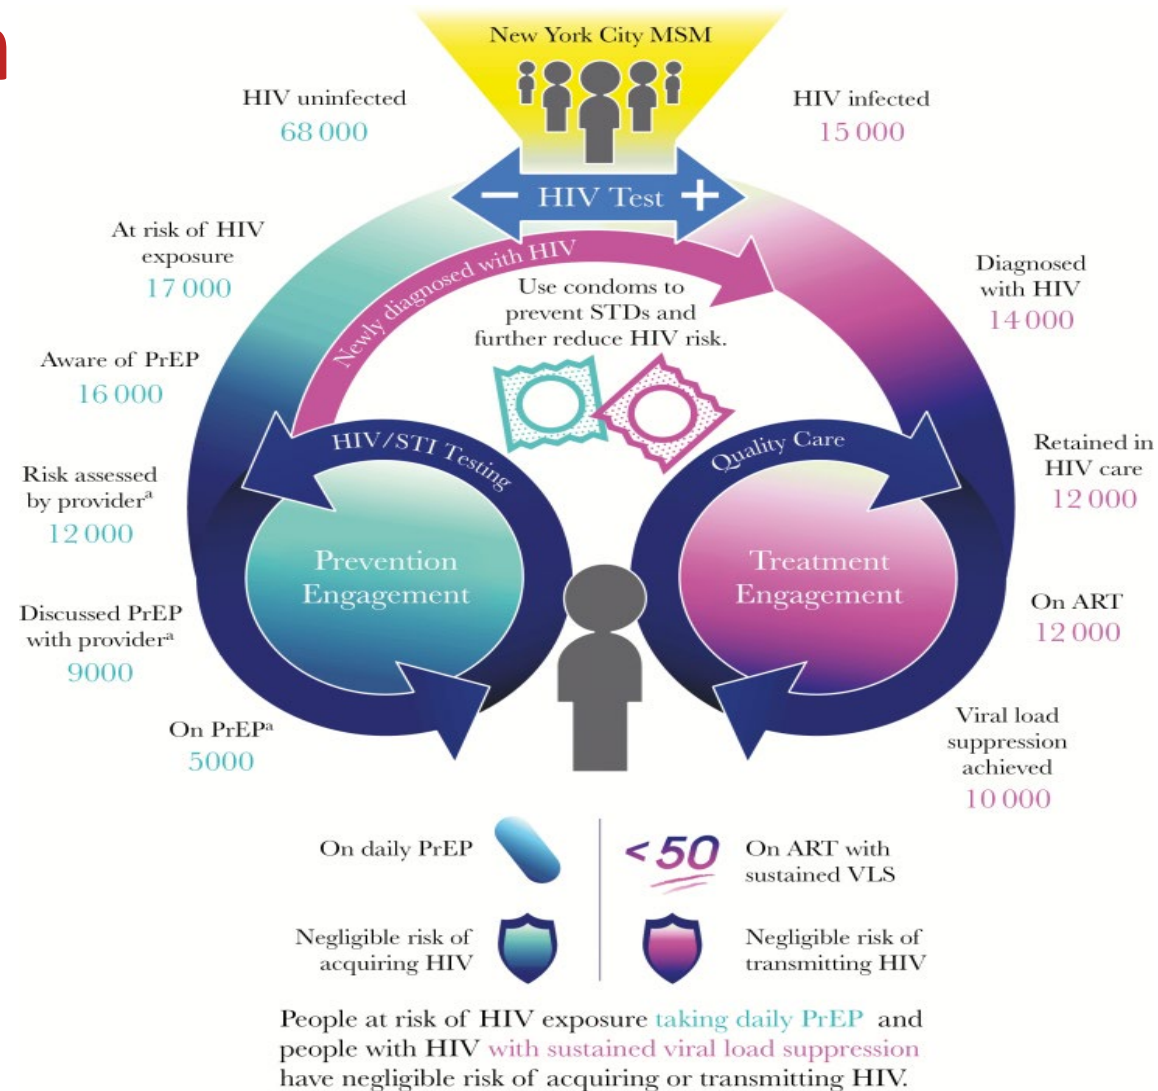 New York City MSM
HIV uninfected
68 000
HIV infected
15 000
− HIV Test +
At risk of HIV
exposure
17 000
Newly diagnosed with HIV
Use condoms to
prevent STDs and
further reduce HIV risk.
Diagnosed
with HIV
14 000
Aware of PrEP
16 000
HIV/STI Testing
Quality Care
Retained in
HIV care
12 000
Risk assessed
by providerᵃ
12 000
Prevention
Engagement
Treatment
Engagement
On ART
12 000
Discussed PrEP
with providerᵃ
9000
On PrEPᵃ
5000
Viral load
suppression
achieved
10 000
On daily PrEP
<50
On ART with
sustained VLS
Negligible risk of
acquiring HIV
Negligible risk of
transmitting HIV
People at risk of HIV exposure taking daily PrEP and
people with HIV with sustained viral load suppression
have negligible risk of acquiring or transmitting HIV.